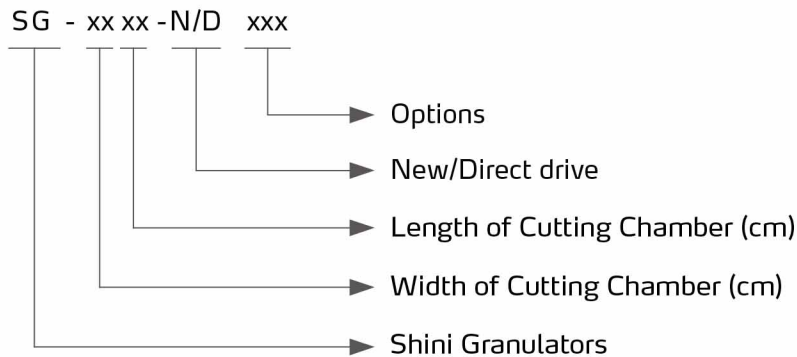 SG - xx xx - N/D xxx
Options
New/Direct drive
Length of Cutting Chamber (cm)
Width of Cutting Chamber (cm)
Shini Granulators